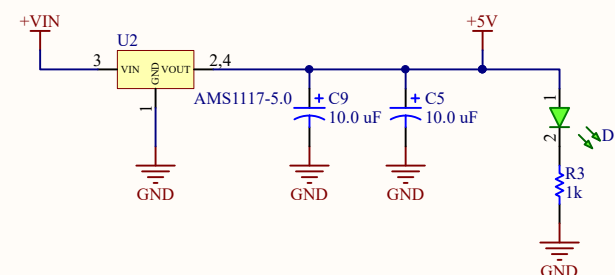 +VIN
+5V
U2
3
VIN
GND
VOUT
2,4
1
AMS1117-5.0
+ C9
10.0 uF
+ C5
10.0 uF
1
2
D
R3
1k
GND
GND
GND
GND